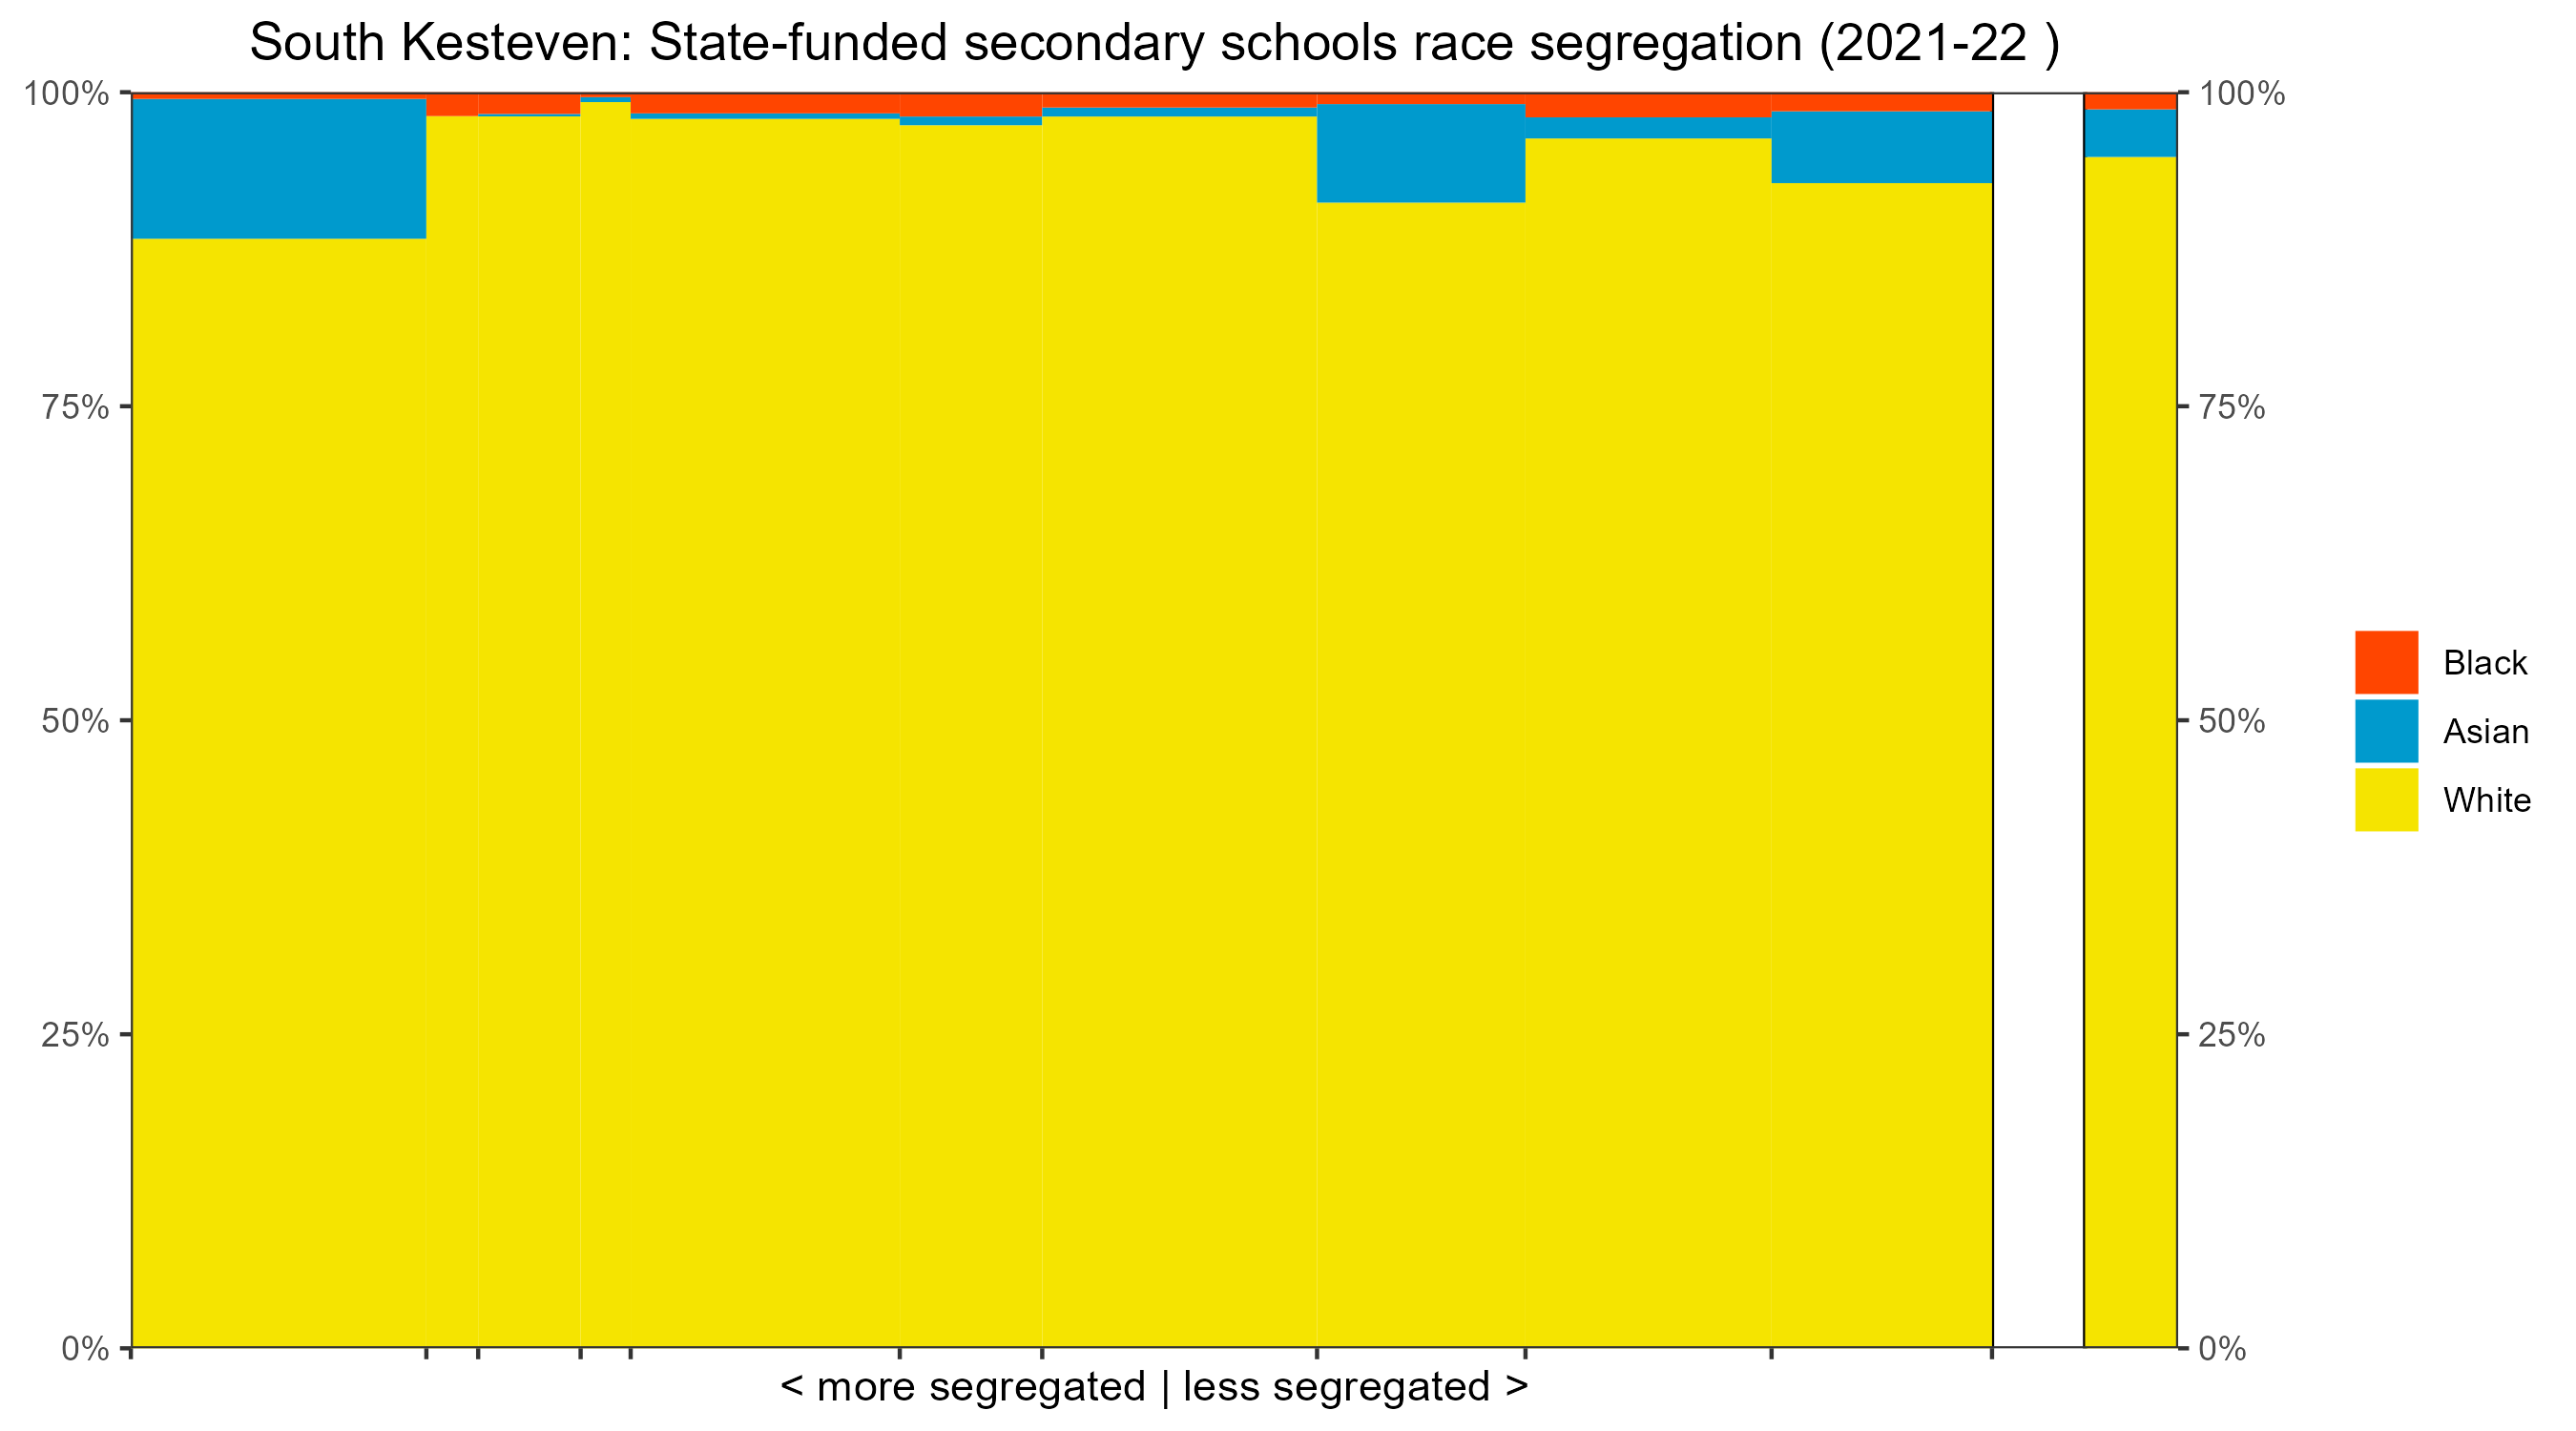 South Kesteven: State-funded secondary schools race segregation (2021-22 )
100%
75%
50%
25%
0%
100%
75%
50%
25%
0%
Black
Asian
White
< more segregated | less segregated >